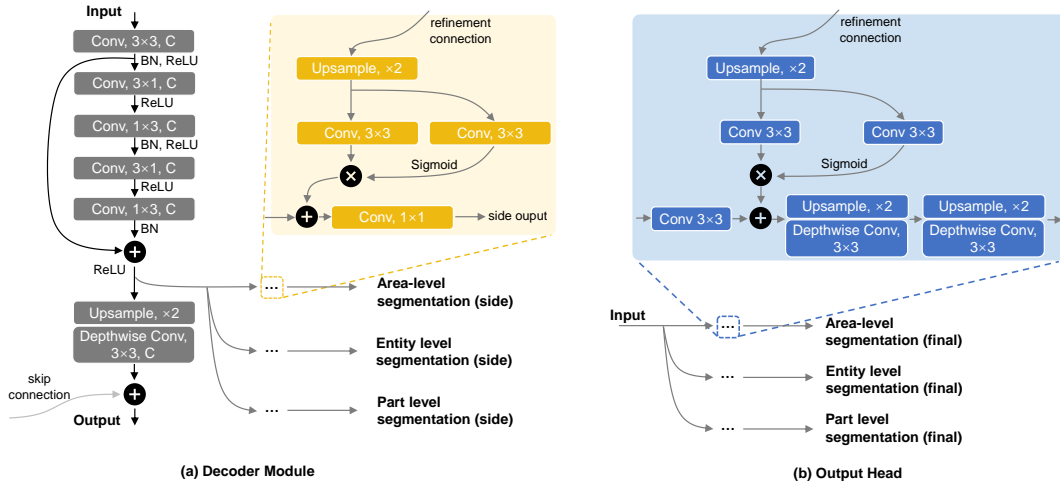 Input
Conv, 3×3, C
BN, ReLU
Conv, 3×1, C
ReLU
Conv, 1×3, C
BN, ReLU
Conv, 3×1, C
ReLU
Conv, 1×3, C
BN
+
ReLU
Upsample, ×2
Depthwise Conv,
3×3, C
skip
connection
+
Output
refinement
connection
Upsample, ×2
Conv, 3×3
Conv, 3×3
Sigmoid
×
+
Conv, 1×1
side ouput
...
Area-level
segmentation (side)
...
Entity level
segmentation (side)
...
Part level
segmentation (side)
(a) Decoder Module
refinement
connection
Upsample, ×2
Conv 3×3
Conv 3×3
Sigmoid
×
Conv 3×3
+
Upsample, ×2
Depthwise Conv,
3×3
Upsample, ×2
Depthwise Conv,
3×3
Input
...
Area-level
segmentation (final)
...
Entity level
segmentation (final)
...
Part level
segmentation (final)
(b) Output Head